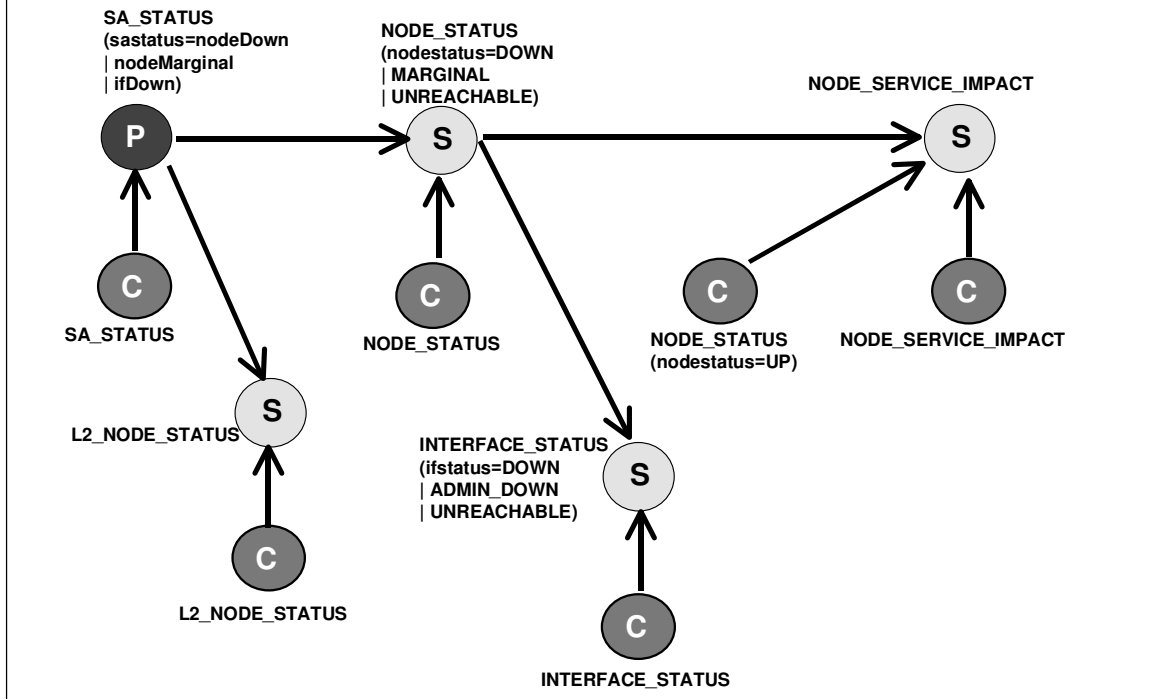 SA_STATUS
(sastatus=nodeDown
| nodeMarginal
| ifDown)
NODE_STATUS
(nodestatus=DOWN
| MARGINAL
| UNREACHABLE)
NODE_SERVICE_IMPACT
P
S
S
C
SA_STATUS
C
NODE_STATUS
C
NODE_STATUS
(nodestatus=UP)
C
NODE_SERVICE_IMPACT
S
L2_NODE_STATUS
INTERFACE_STATUS
(ifstatus=DOWN
| ADMIN_DOWN
| UNREACHABLE)
S
C
L2_NODE_STATUS
C
INTERFACE_STATUS